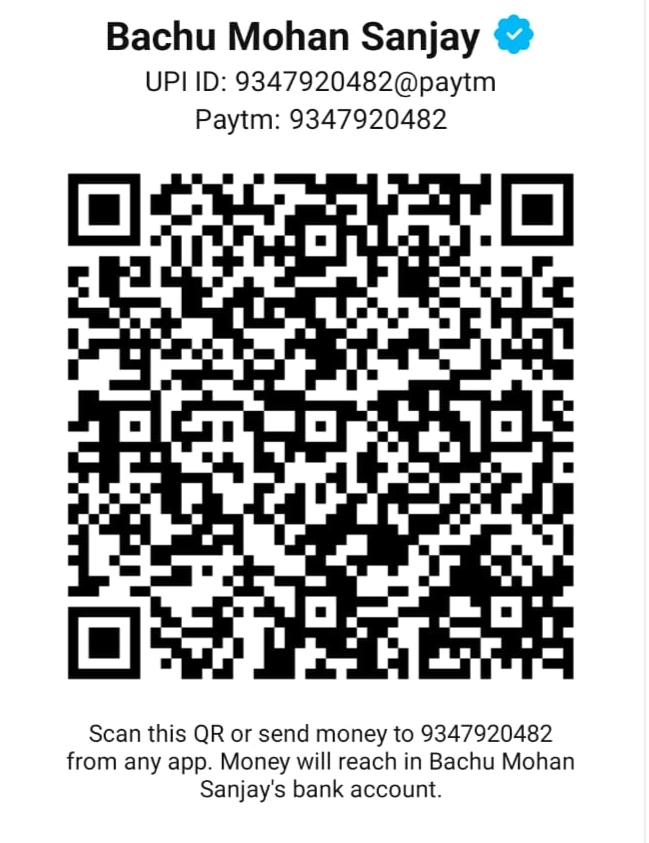 Bachu Mohan Sanjay
UPI ID: 9347920482@paytm
Paytm: 9347920482
Scan this QR or send money to 9347920482
from any app. Money will reach in Bachu Mohan
Sanjay's bank account.